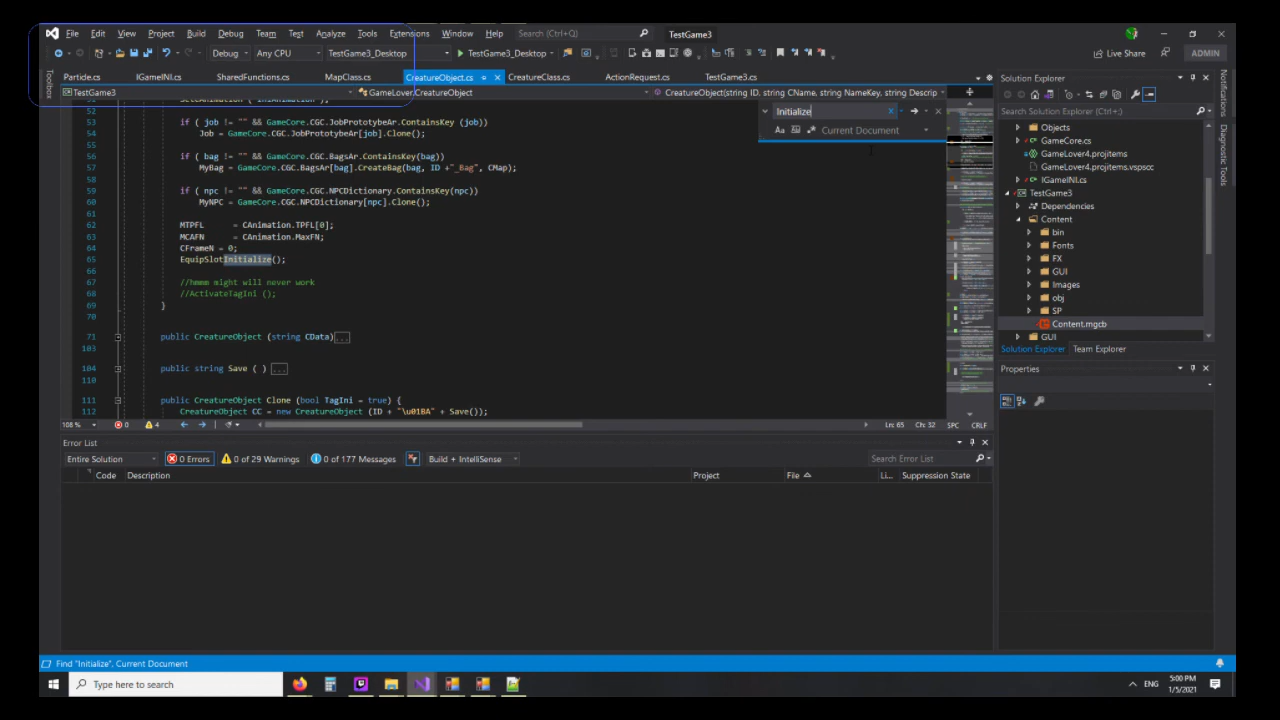 File Edit View Project Build Debug Team Test Analyze Tools Extensions Window Help Search (Ctrl+Q) TestGame3
Debug Any CPU TestGame3_Desktop TestGame3_Desktop Live Share ADMIN
Toolbox
Particle.cs IGameINI.cs SharedFunctions.cs MapClass.cs CreatureObject.cs CreatureClass.cs ActionRequest.cs TestGame3.cs
TestGame3 GameLover.CreatureObject CreatureObject(string ID, string CName, string NameKey, string Descrip
Initialize
Current Document
52
53 if ( job != "" && GameCore.CGC.JobPrototybeAr.ContainsKey (job))
54 Job = GameCore.CGC.JobPrototybeAr[job].Clone();
55
56 if ( bag != "" && GameCore.CGC.BagsAr.ContainsKey(bag))
57 MyBag = GameCore.CGC.BagsAr[bag].CreateBag(bag, ID +"_Bag", CMap);
58
59 if ( npc != "" && GameCore.CGC.NPCDictionary.ContainsKey(npc))
60 MyNPC = GameCore.CGC.NPCDictionary[npc].Clone();
61
62 MTPFL = CAnimation.TPFL[0];
63 MCAFN = CAnimation.MaxFN;
64 CFrameN = 0;
65 EquipSlotInitialize();
66
67 //hmmm might will never work
68 //ActivateTagini ();
69 }
70
71 public CreatureObject (string CData)...
103
104 public string Save ( ) ...
110
111 public CreatureObject Clone (bool TagIni = true) {
112 CreatureObject CC = new CreatureObject (ID + "\u01BA" + Save());
108 % 0 4 Ln: 65 Ch: 32 SPC CRLF
Error List
Entire Solution 0 Errors 0 of 29 Warnings 0 of 177 Messages Build + IntelliSense Search Error List
Code Description Project File Li... Suppression State
Solution Explorer
Search Solution Explorer (Ctrl+;)
Objects
GameCore.cs
GameLover4.projitems
GameLover4.projitems.vspscc
IGameINI.cs
TestGame3
Dependencies
Content
bin
Fonts
FX
GUI
Images
obj
SP
Content.mgcb
GUI
Solution Explorer Team Explorer
Properties
Notifications
Diagnostic Tools
Find "Initialize", Current Document
Type here to search
ENG
5:00 PM
1/5/2021